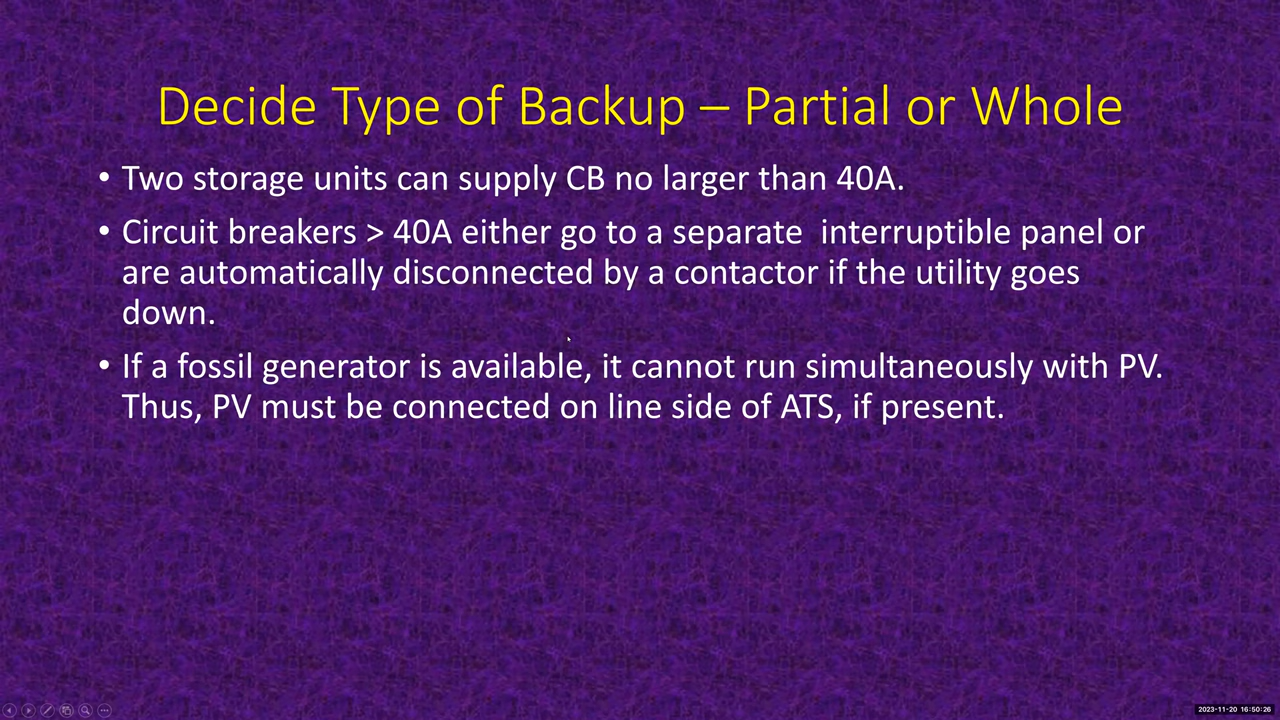 Decide Type of Backup – Partial or Whole
• Two storage units can supply CB no larger than 40A.
• Circuit breakers > 40A either go to a separate  interruptible panel or
are automatically disconnected by a contactor if the utility goes
down.
• If a fossil generator is available, it cannot run simultaneously with PV.
Thus, PV must be connected on line side of ATS, if present.
2023-11-20 16:50:26